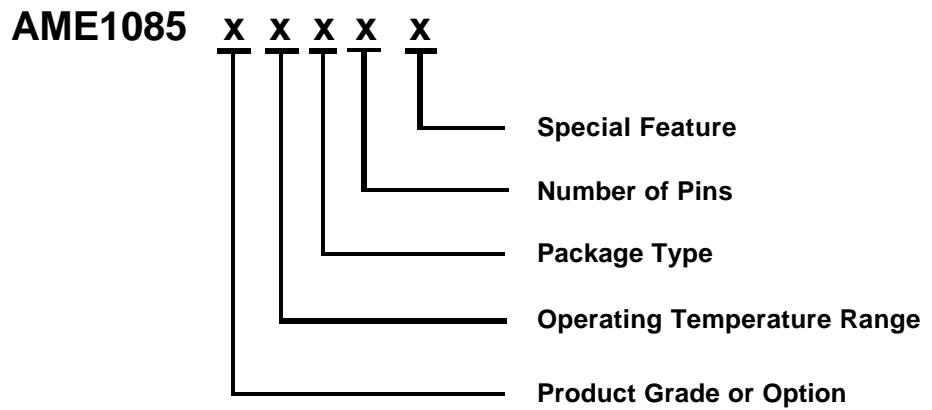 AME1085 x x x x x
Special Feature
Number of Pins
Package Type
Operating Temperature Range
Product Grade or Option